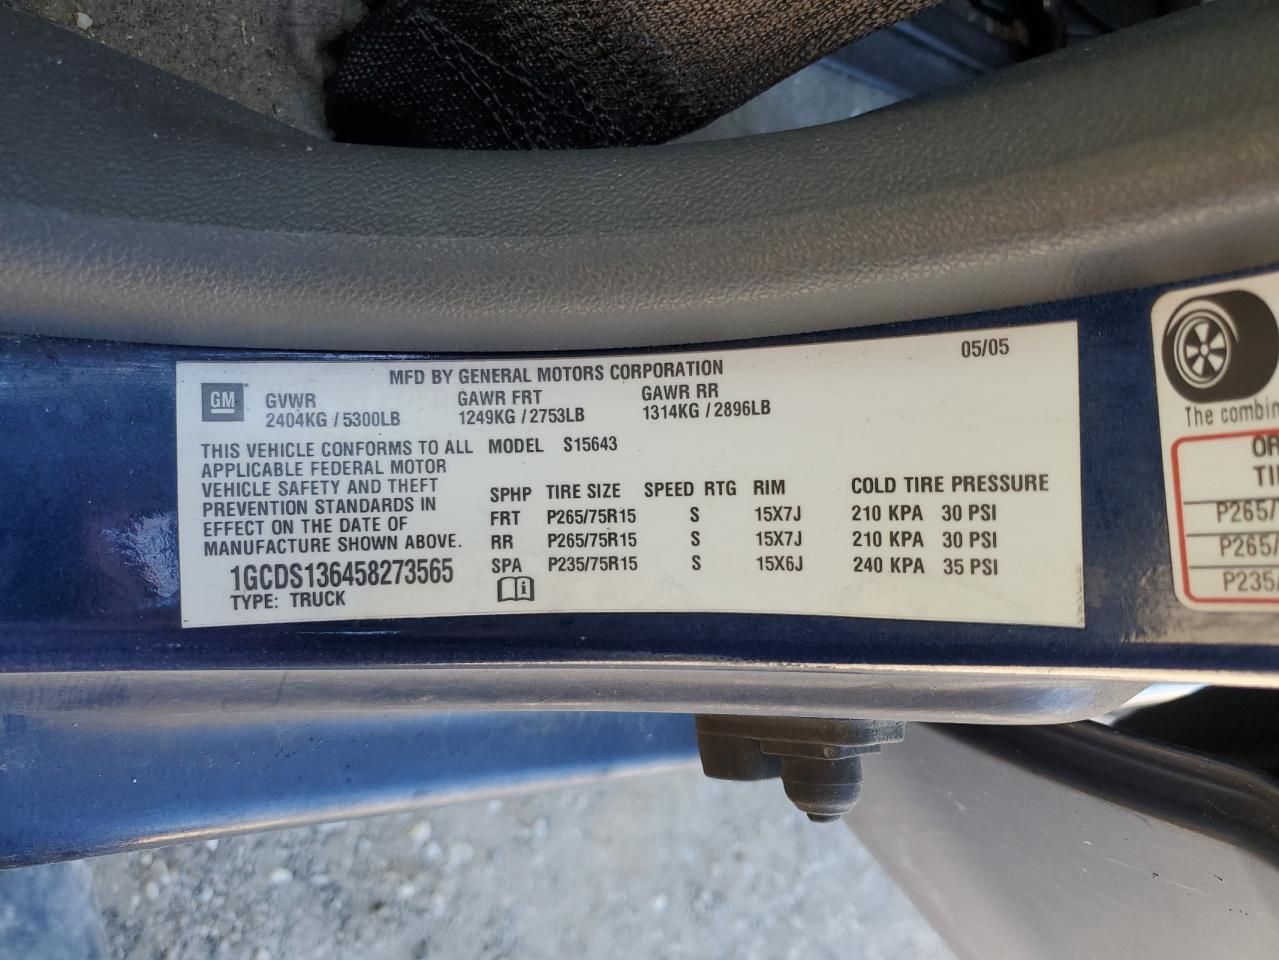 MFD BY GENERAL MOTORS CORPORATION 05/05
GM
GVWR GAWR FRT GAWR RR
2404KG / 5300LB 1249KG / 2753LB 1314KG / 2896LB
THIS VEHICLE CONFORMS TO ALL
APPLICABLE FEDERAL MOTOR
VEHICLE SAFETY AND THEFT
PREVENTION STANDARDS IN
EFFECT ON THE DATE OF
MANUFACTURE SHOWN ABOVE.
1GCDS136458273565
TYPE: TRUCK
MODEL S15643
SPHP TIRE SIZE SPEED RTG RIM COLD TIRE PRESSURE
FRT P265/75R15 S 15X7J 210 KPA 30 PSI
RR P265/75R15 S 15X7J 210 KPA 30 PSI
SPA P235/75R15 S 15X6J 240 KPA 35 PSI
The combin
OR
TI
P265/
P265/
P235/